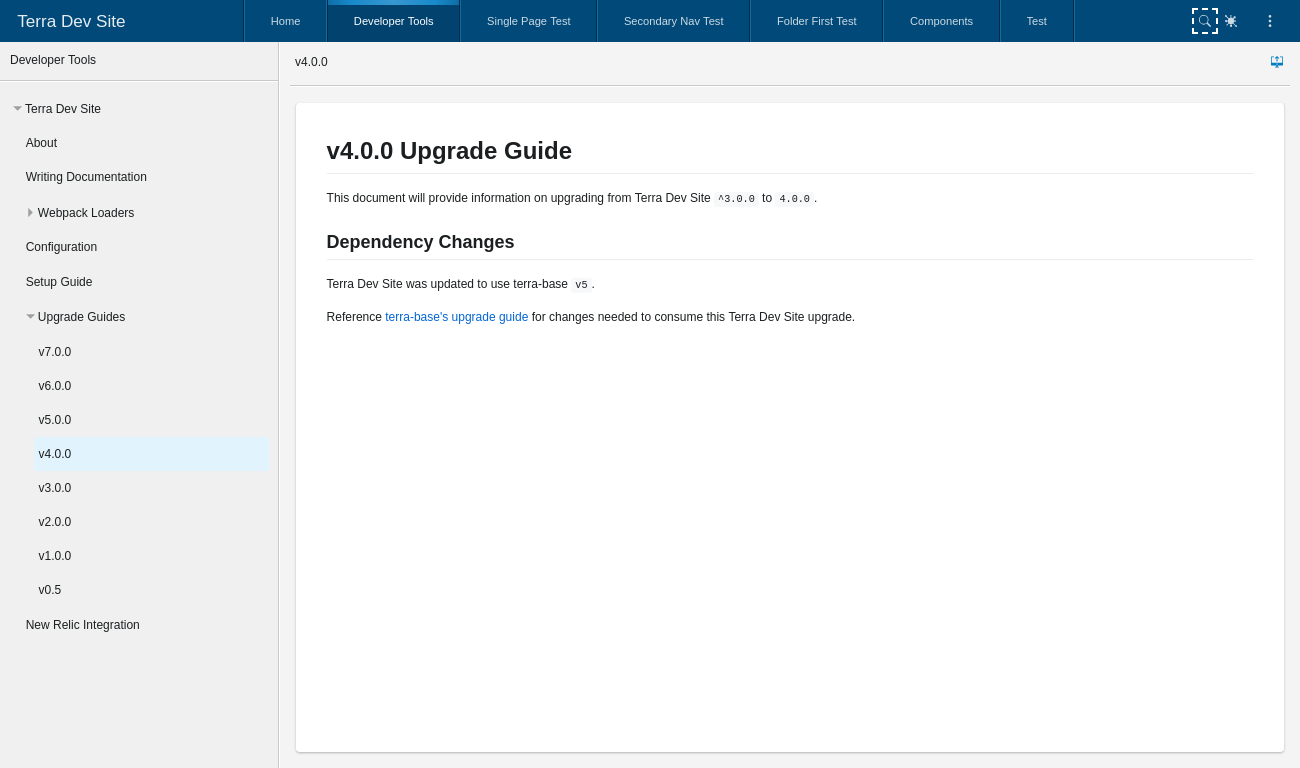 Terra Dev Site
Home
Developer Tools
Single Page Test
Secondary Nav Test
Folder First Test
Components
Test
Developer Tools
Terra Dev Site
About
Writing Documentation
Webpack Loaders
Configuration
Setup Guide
Upgrade Guides
v7.0.0
v6.0.0
v5.0.0
v4.0.0
v3.0.0
v2.0.0
v1.0.0
v0.5
New Relic Integration
v4.0.0
v4.0.0 Upgrade Guide
This document will provide information on upgrading from Terra Dev Site ^3.0.0 to 4.0.0.
Dependency Changes
Terra Dev Site was updated to use terra-base v5.
Reference terra-base's upgrade guide for changes needed to consume this Terra Dev Site upgrade.